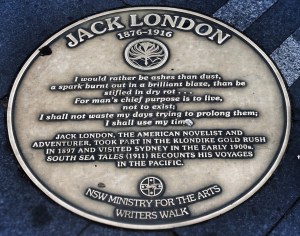 JACK LONDON
1876-1916
I would rather be ashes than dust,
a spark burnt out in a brilliant blaze, than be
stifled in dry rot . . .
For man's chief purpose is to live,
not to exist;
I shall not waste my days trying to prolong them;
I shall use my time
JACK LONDON, THE AMERICAN NOVELIST AND
ADVENTURER, TOOK PART IN THE KLONDIKE GOLD RUSH
IN 1897 AND VISITED SYDNEY IN THE EARLY 1900s.
SOUTH SEA TALES (1911) RECOUNTS HIS VOYAGES
IN THE PACIFIC.
NSW MINISTRY FOR THE ARTS
WRITERS WALK